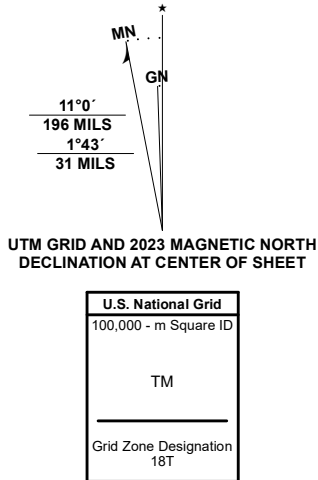 ★
MN
GN
11°0´
196 MILS
1°43´
31 MILS
UTM GRID AND 2023 MAGNETIC NORTH
DECLINATION AT CENTER OF SHEET
U.S. National Grid
100,000 - m Square ID
TM
Grid Zone Designation
18T